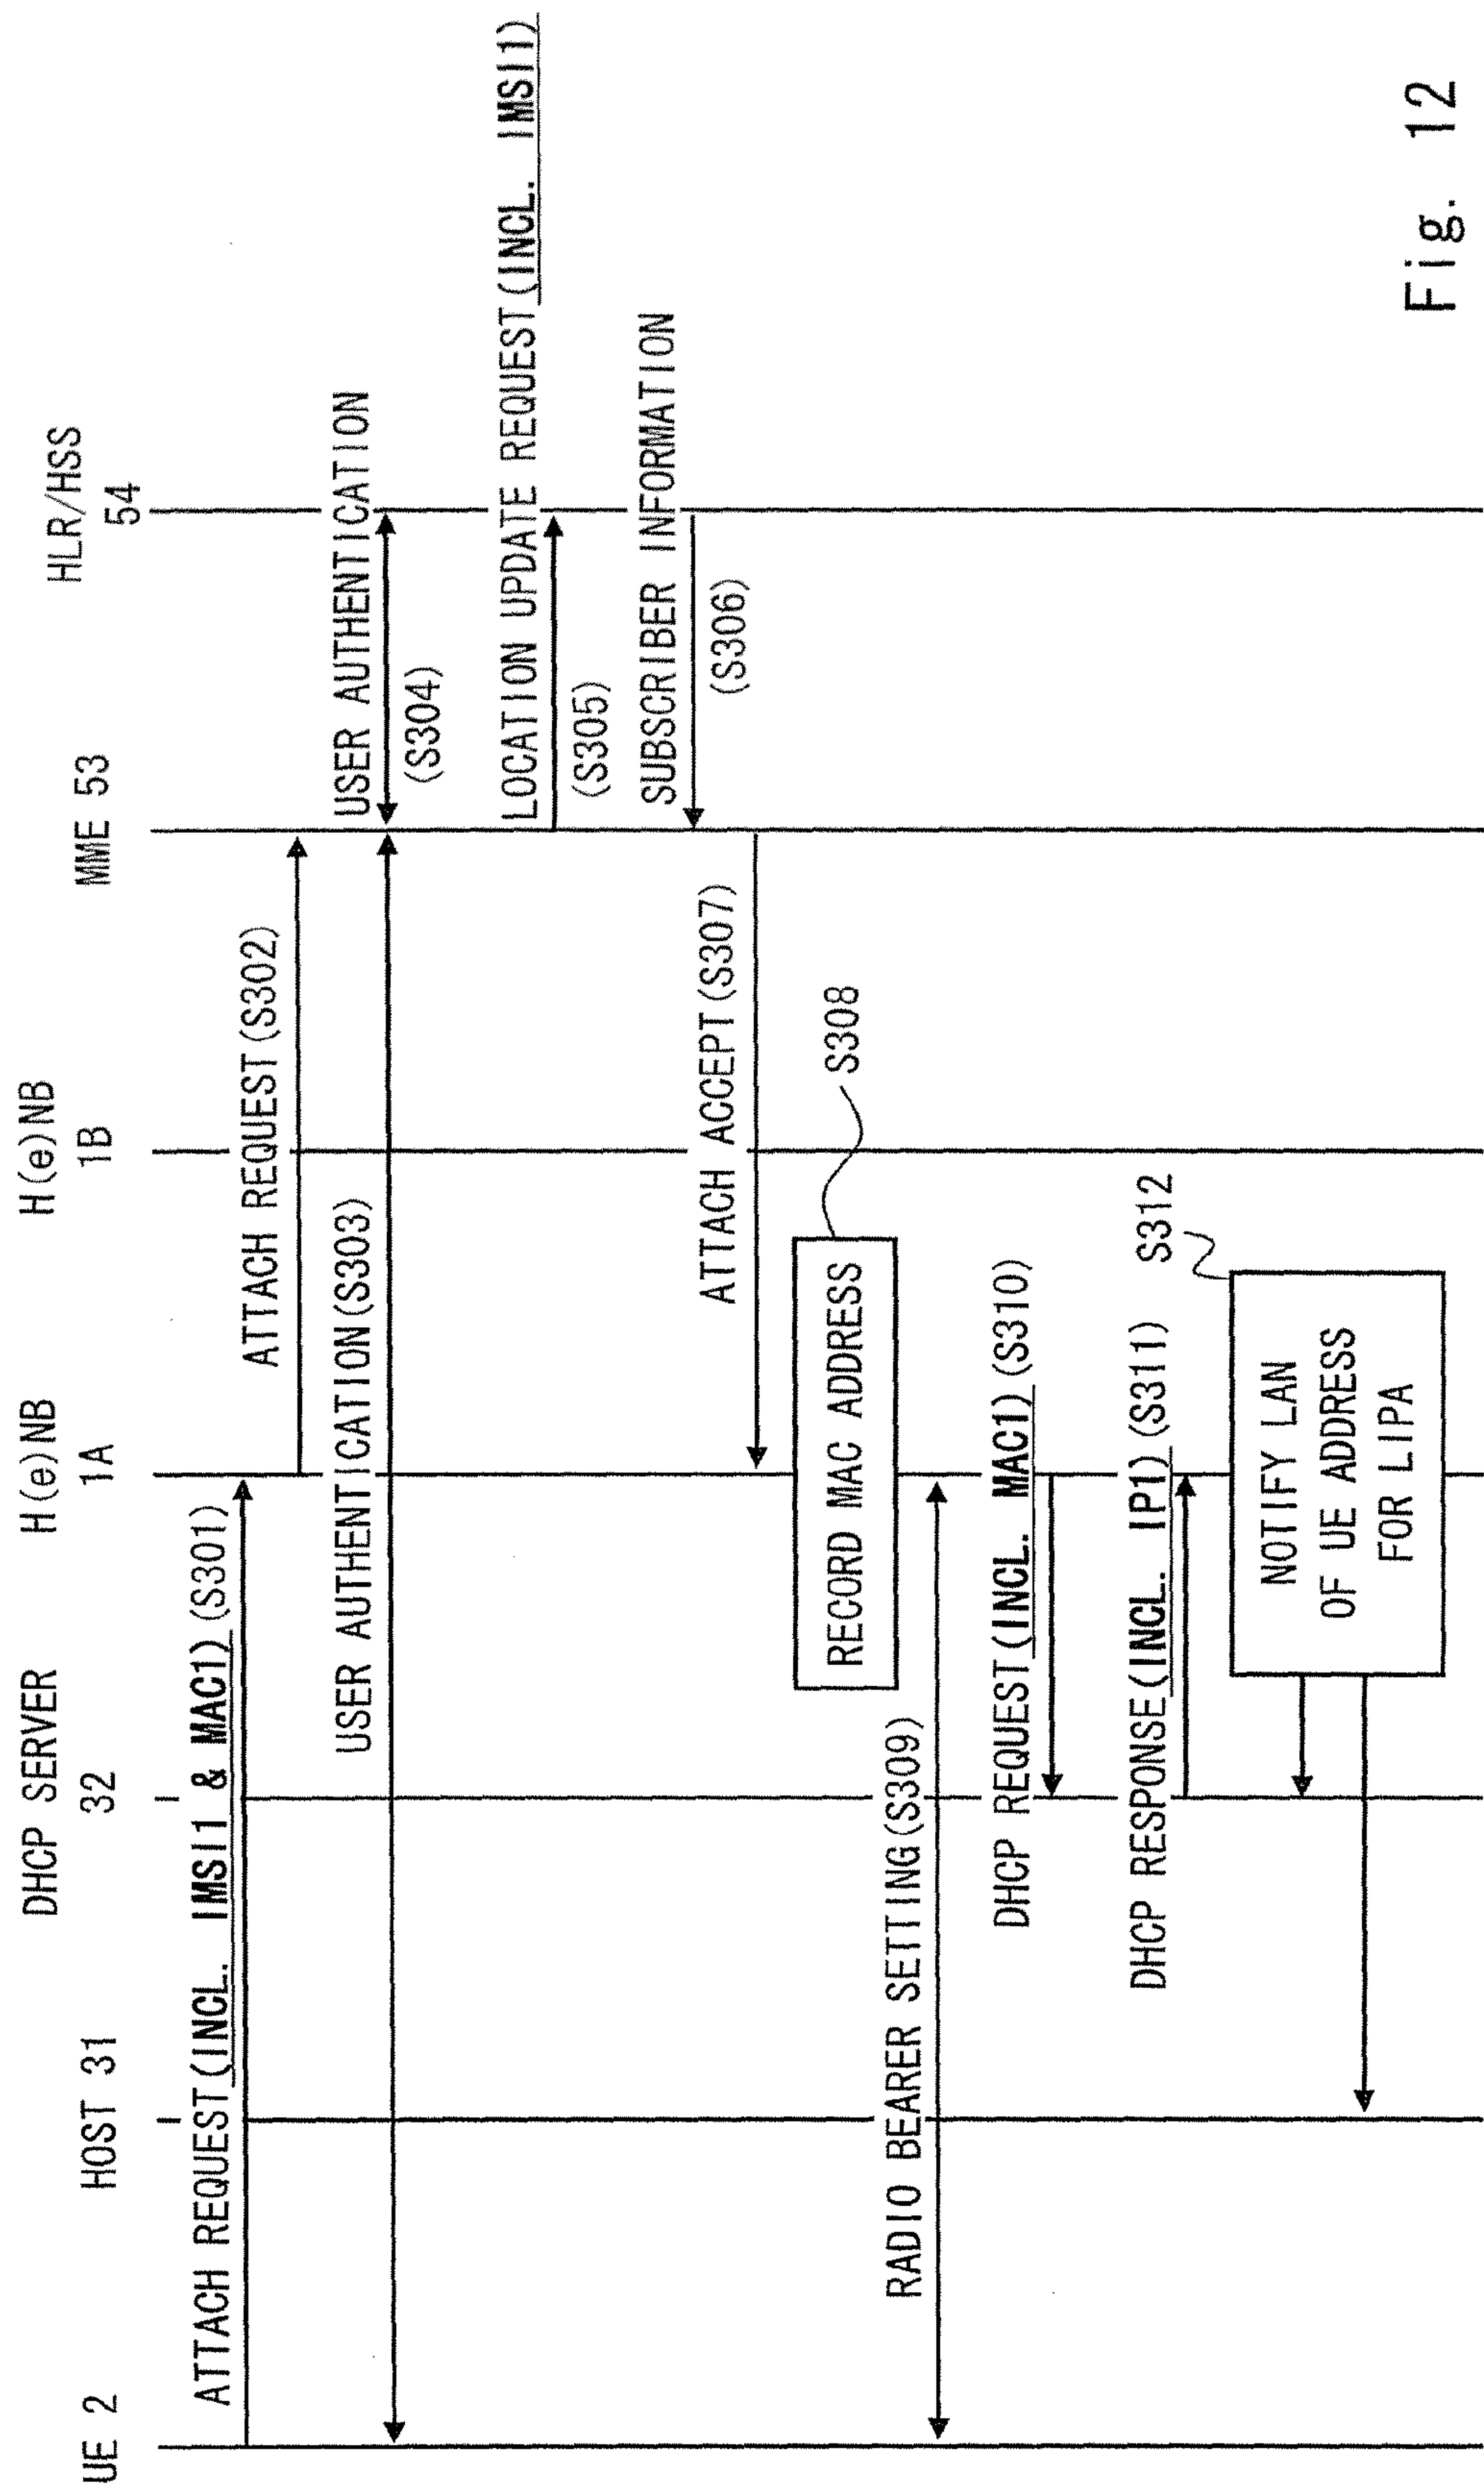 UE 2
HOST 31
DHCP SERVER
32
H(e)NB
1A
H(e)NB
1B
MME 53
HLR/HSS
54
ATTACH REQUEST(INCL. IMSI1 & MAC1)(S301)
ATTACH REQUEST(S302)
USER AUTHENTICATION(S303)
USER AUTHENTICATION
(S304)
LOCATION UPDATE REQUEST(INCL. IMSI1)
(S305)
SUBSCRIBER INFORMATION
(S306)
ATTACH ACCEPT(S307)
RECORD MAC ADDRESS
S308
RADIO BEARER SETTING(S309)
DHCP REQUEST(INCL. MAC1)(S310)
DHCP RESPONSE(INCL. IP1)(S311)
S312
NOTIFY LAN
OF UE ADDRESS
FOR LIPA
Fig. 12